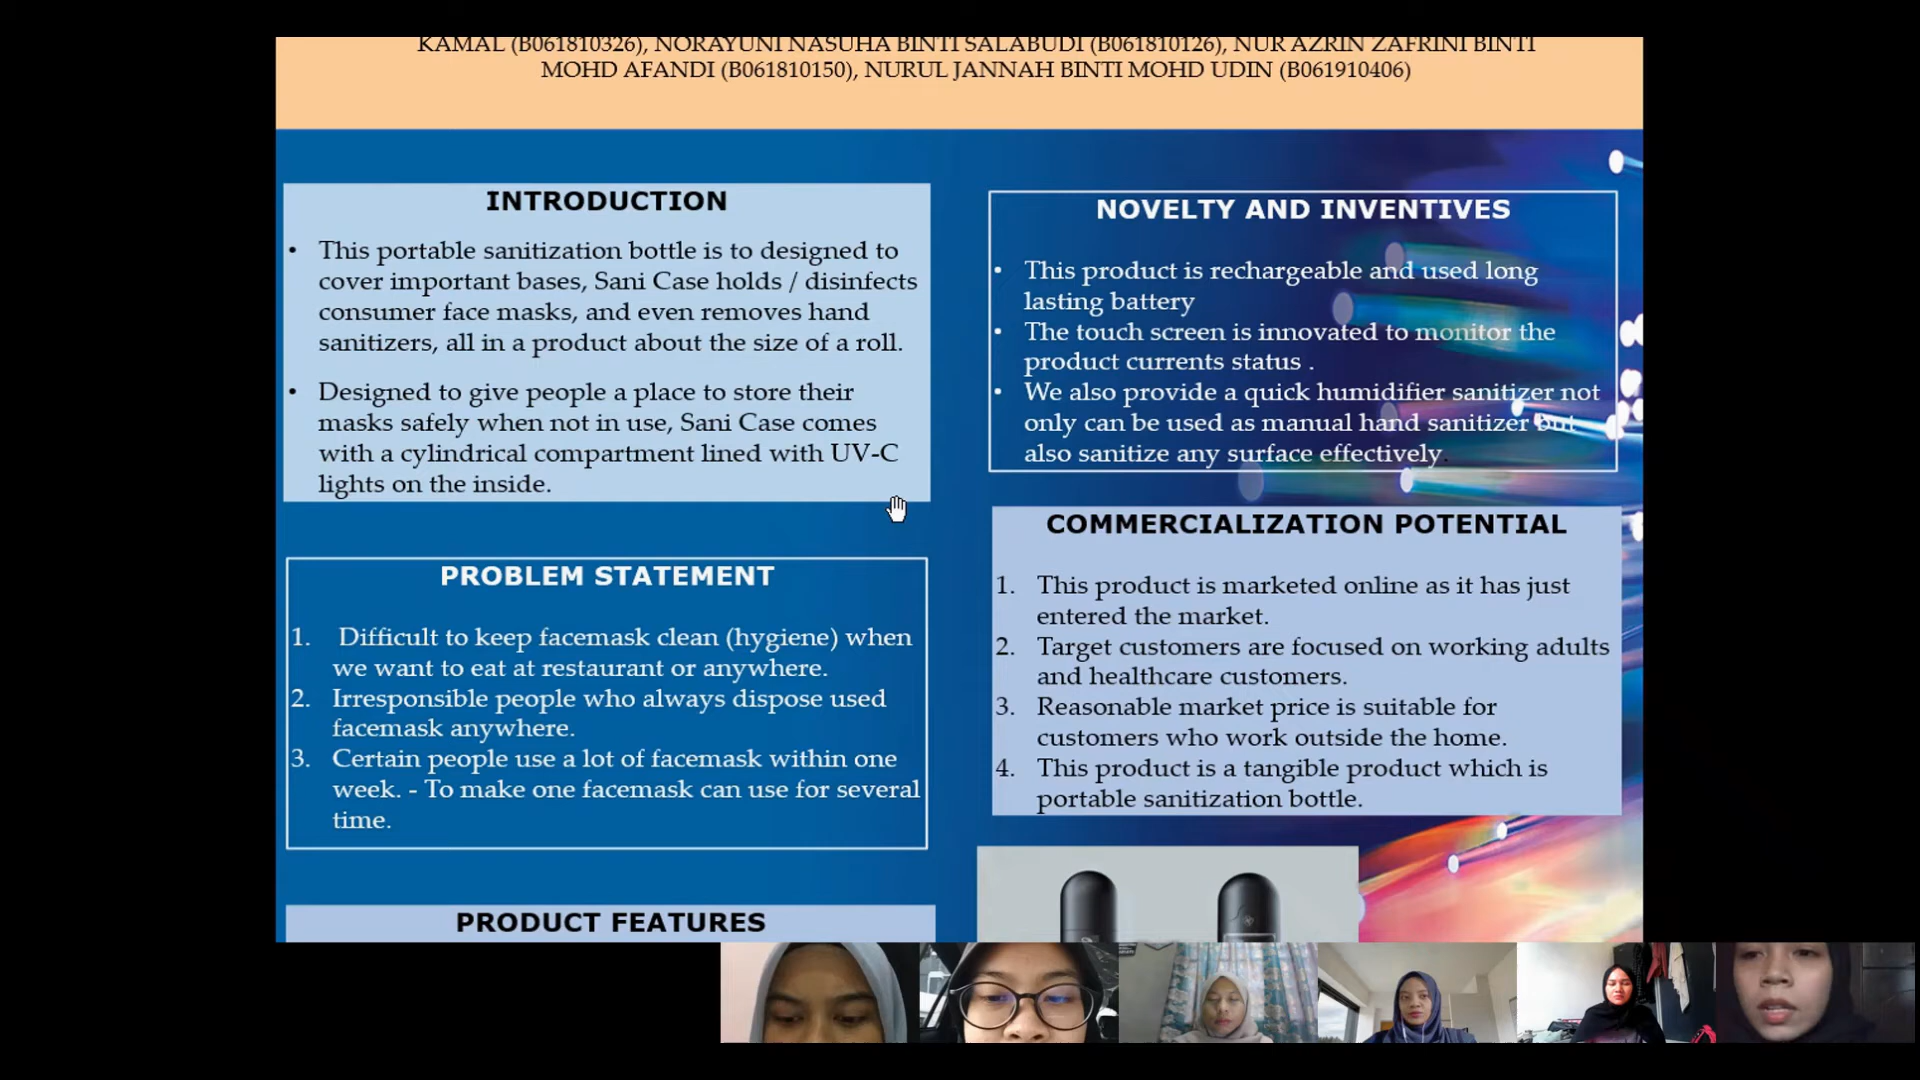 KAMAL (B061810326), NORAYUNI NASUHA BINTI SALABUDI (B061810126), NUR AZRIN ZAFRINI BINTI
MOHD AFANDI (B061810150), NURUL JANNAH BINTI MOHD UDIN (B061910406)
INTRODUCTION
• This portable sanitization bottle is to designed to
cover important bases, Sani Case holds / disinfects
consumer face masks, and even removes hand
sanitizers, all in a product about the size of a roll.
• Designed to give people a place to store their
masks safely when not in use, Sani Case comes
with a cylindrical compartment lined with UV-C
lights on the inside.
PROBLEM STATEMENT
1. Difficult to keep facemask clean (hygiene) when
we want to eat at restaurant or anywhere.
2. Irresponsible people who always dispose used
facemask anywhere.
3. Certain people use a lot of facemask within one
week. - To make one facemask can use for several
time.
PRODUCT FEATURES
NOVELTY AND INVENTIVES
• This product is rechargeable and used long
lasting battery
• The touch screen is innovated to monitor the
product currents status .
• We also provide a quick humidifier sanitizer not
only can be used as manual hand sanitizer but
also sanitize any surface effectively.
COMMERCIALIZATION POTENTIAL
1. This product is marketed online as it has just
entered the market.
2. Target customers are focused on working adults
and healthcare customers.
3. Reasonable market price is suitable for
customers who work outside the home.
4. This product is a tangible product which is
portable sanitization bottle.